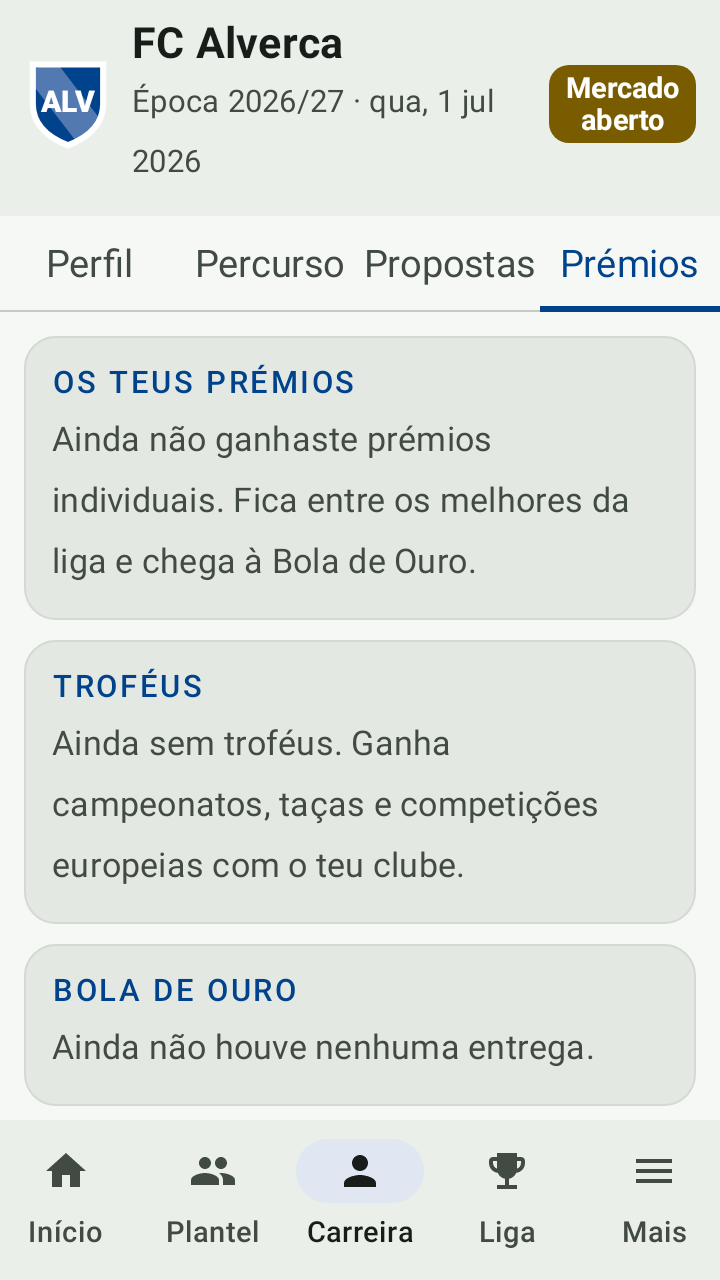 FC Alverca
ALV
Época 2026/27 · qua, 1 jul
2026
Mercado
aberto
Perfil
Percurso
Propostas
Prémios
OS TEUS PRÉMIOS
Ainda não ganhaste prémios
individuais. Fica entre os melhores da
liga e chega à Bola de Ouro.
TROFÉUS
Ainda sem troféus. Ganha
campeonatos, taças e competições
europeias com o teu clube.
BOLA DE OURO
Ainda não houve nenhuma entrega.
Início
Plantel
Carreira
Liga
Mais